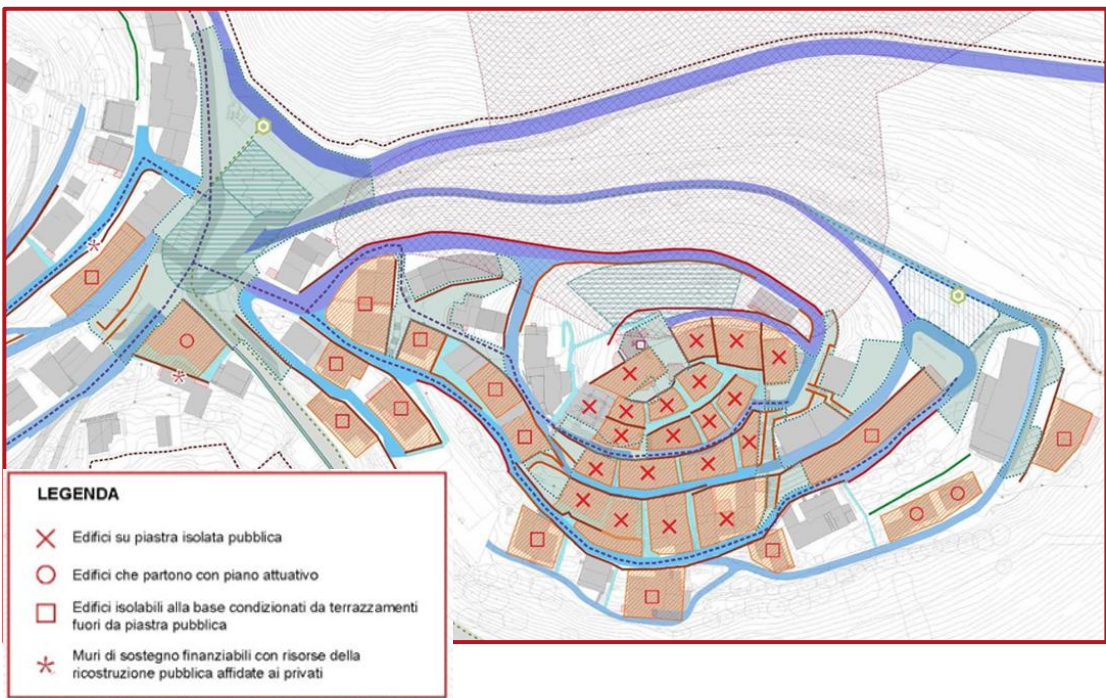 LEGENDA
Edifici su piastra isolata pubblica
Edifici che partono con piano attuativo
Edifici isolabili alla base condizionati da terrazzamenti
fuori da piastra pubblica
Muri di sostegno finanziabili con risorse della
ricostruzione pubblica affidate ai privati